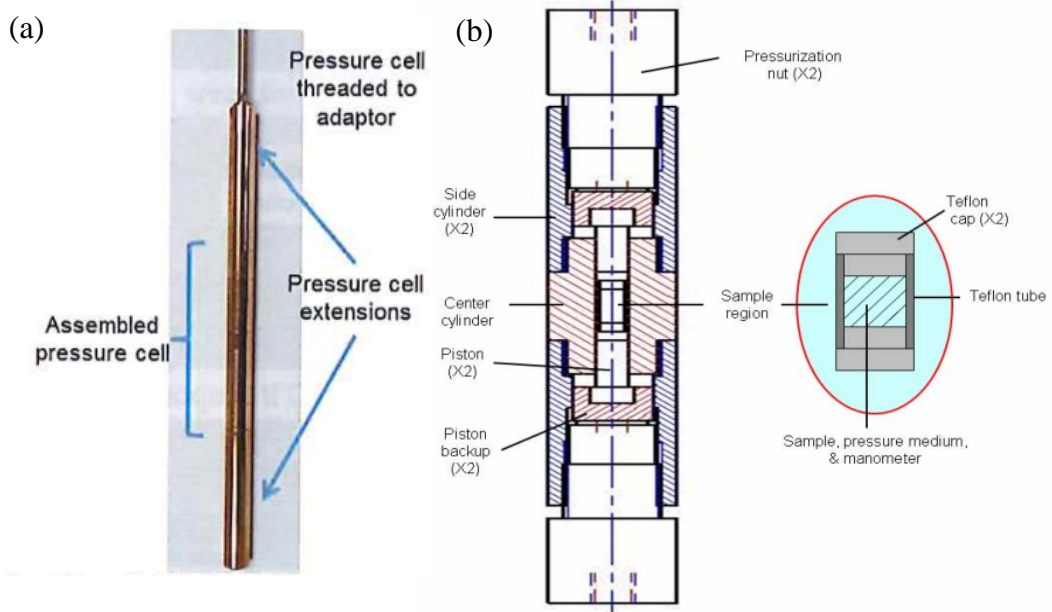 (a)
Pressure cell
threaded to
adaptor
Assembled
pressure cell
Pressure cell
extensions
(b)
Pressurization
nut (X2)
Side
cylinder
(X2)
Center
cylinder
Piston
(X2)
Piston
backup
(X2)
Sample
region
Teflon
cap (X2)
Teflon tube
Sample, pressure medium,
& manometer